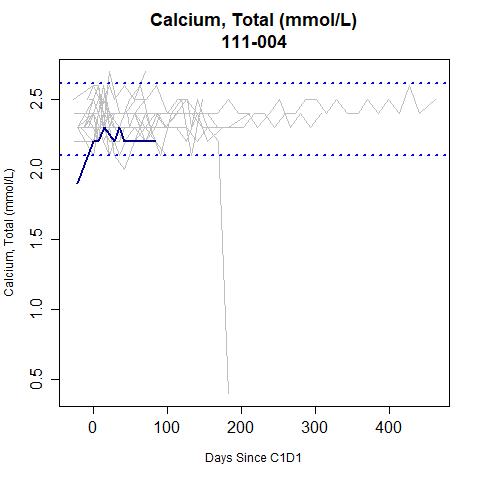 Calcium, Total (mmol/L)
111-004
Calcium, Total (mmol/L)
2.5
2.0
1.5
1.0
0.5
0 100 200 300 400
Days Since C1D1